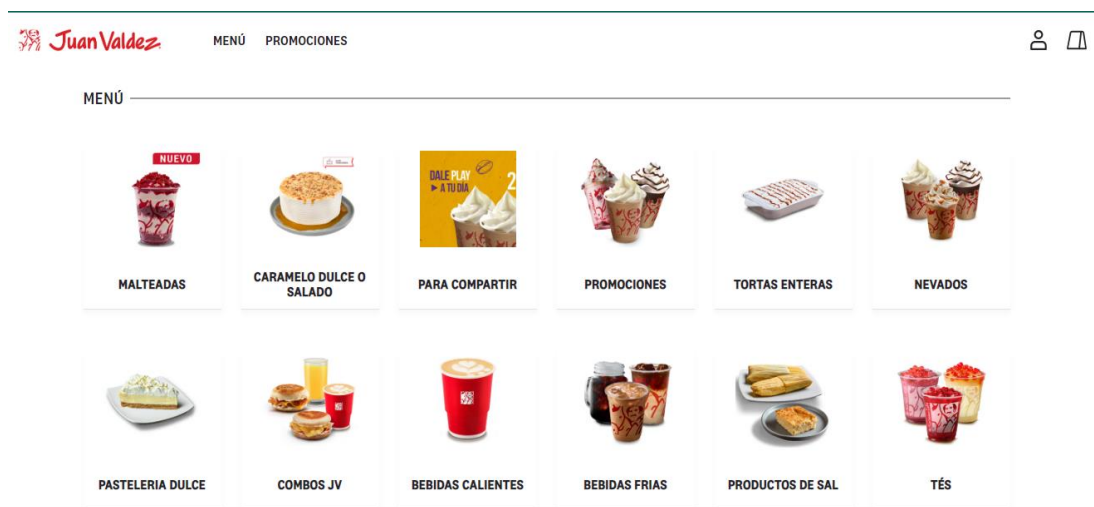 Juan Valdez
MENÚ PROMOCIONES
MENÚ
NUEVO
DALE PLAY 2
A TU DÍA
MALTEADAS
CARAMELO DULCE O
SALADO
PARA COMPARTIR
PROMOCIONES
TORTAS ENTERAS
NEVADOS
PASTELERIA DULCE
COMBOS JV
BEBIDAS CALIENTES
BEBIDAS FRIAS
PRODUCTOS DE SAL
TÉS